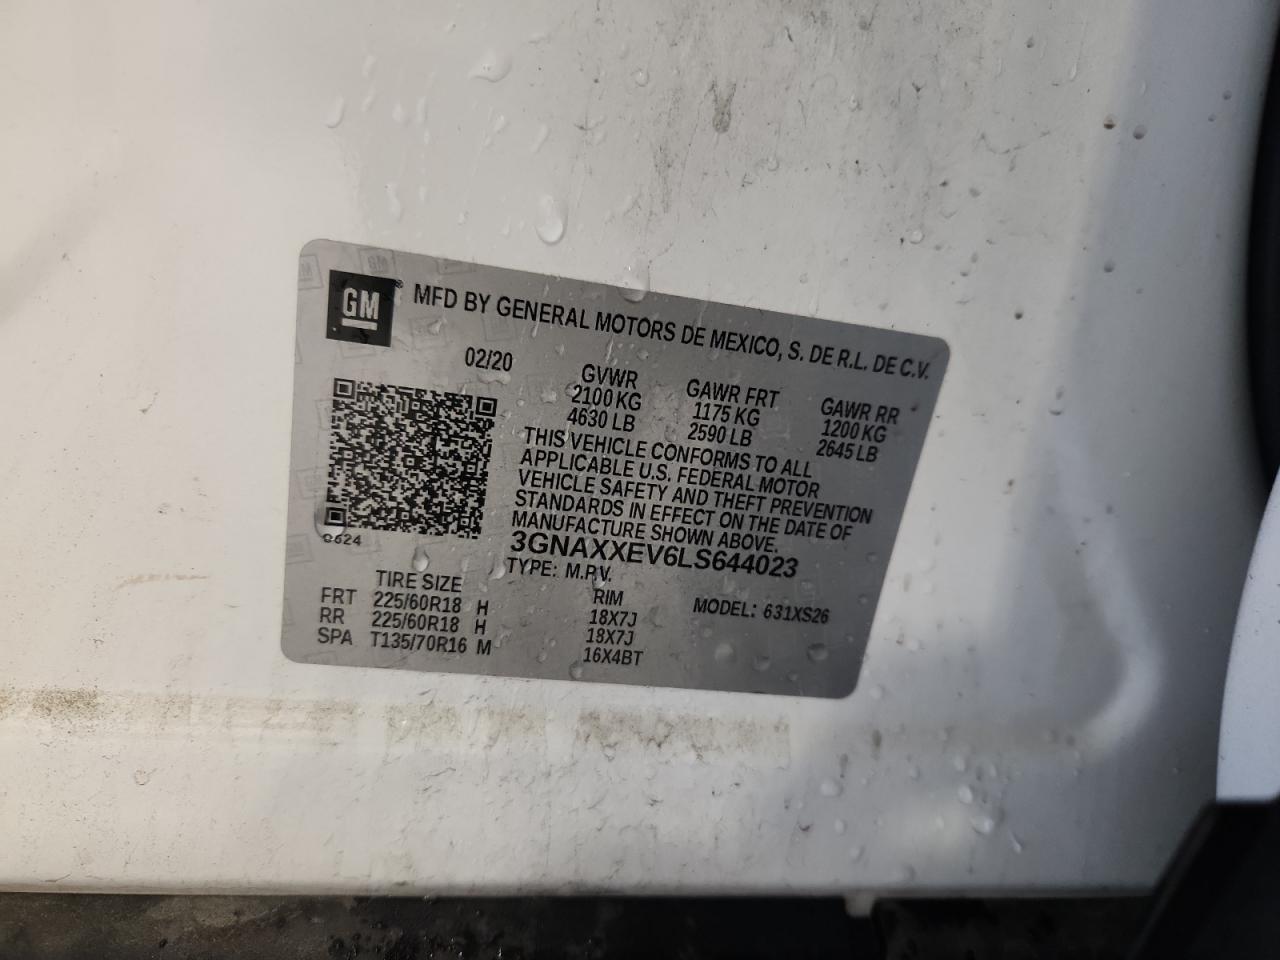 GM
MFD BY GENERAL MOTORS DE MEXICO, S. DE R.L. DE C.V.
02/20
GVWR GAWR FRT GAWR RR
2100 KG 1175 KG 1200 KG
4630 LB 2590 LB 2645 LB
THIS VEHICLE CONFORMS TO ALL
APPLICABLE U.S. FEDERAL MOTOR
VEHICLE SAFETY AND THEFT PREVENTION
STANDARDS IN EFFECT ON THE DATE OF
MANUFACTURE SHOWN ABOVE.
3GNAXXEV6LS644023
TYPE: M.P.V.
MODEL: 631XS26
TIRE SIZE RIM
FRT 225/60R18 H 18X7J
RR 225/60R18 H 18X7J
SPA T135/70R16 M 16X4BT